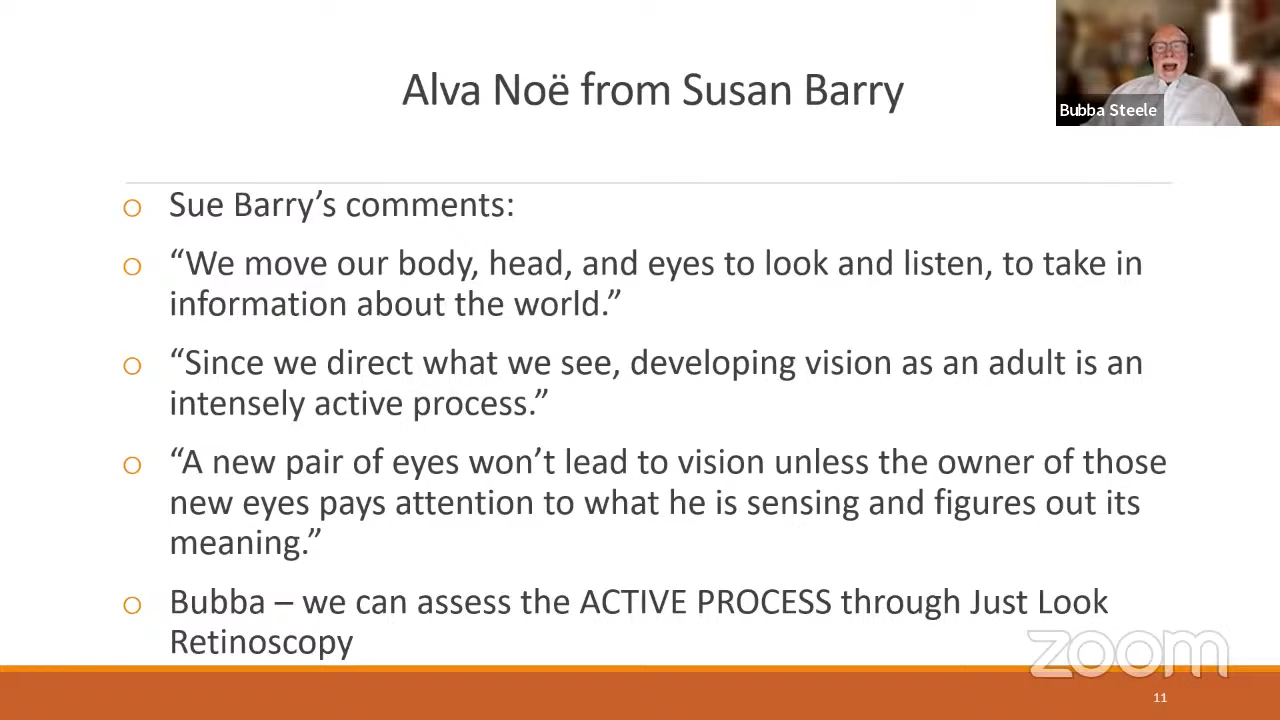 Alva Noë from Susan Barry
Bubba Steele
o Sue Barry’s comments:
o “We move our body, head, and eyes to look and listen, to take in
information about the world.”
o “Since we direct what we see, developing vision as an adult is an
intensely active process.”
o “A new pair of eyes won’t lead to vision unless the owner of those
new eyes pays attention to what he is sensing and figures out its
meaning.”
o Bubba – we can assess the ACTIVE PROCESS through Just Look
Retinoscopy
zoom
11